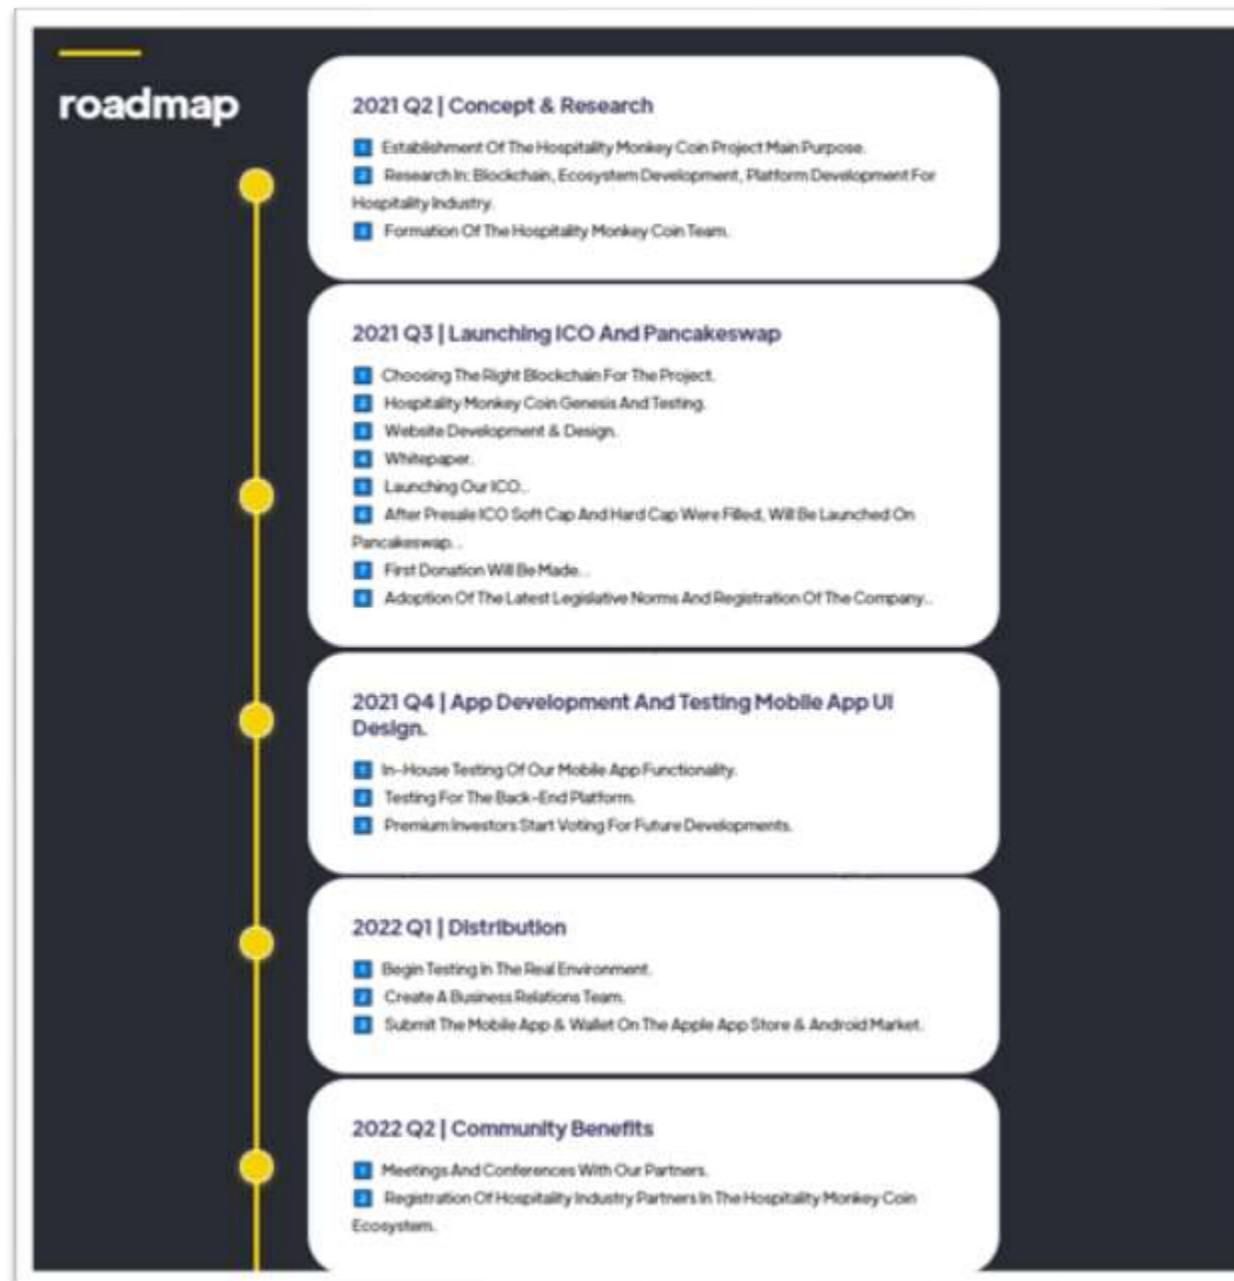 roadmap
2021 Q2 | Concept & Research
1 Establishment Of The Hospitality Monkey Coin Project Main Purpose.
2 Research In: Blockchain, Ecosystem Development, Platform Development For
Hospitality Industry.
3 Formation Of The Hospitality Monkey Coin Team.
2021 Q3 | Launching ICO And Pancakeswap
1 Choosing The Right Blockchain For The Project.
2 Hospitality Monkey Coin Genesis And Testing.
3 Website Development & Design.
4 Whitepaper.
5 Launching Our ICO..
6 After Presale ICO Soft Cap And Hard Cap Were Filled, Will Be Launched On
Pancakeswap...
7 First Donation Will Be Made...
8 Adoption Of The Latest Legislative Norms And Registration Of The Company...
2021 Q4 | App Development And Testing Mobile App UI
Design.
1 In-House Testing Of Our Mobile App Functionality.
2 Testing For The Back-End Platform.
3 Premium Investors Start Voting For Future Developments.
2022 Q1 | Distribution
1 Begin Testing In The Real Environment.
2 Create A Business Relations Team.
3 Submit The Mobile App & Wallet On The Apple App Store & Android Market.
2022 Q2 | Community Benefits
1 Meetings And Conferences With Our Partners.
2 Registration Of Hospitality Industry Partners In The Hospitality Monkey Coin
Ecosystem.